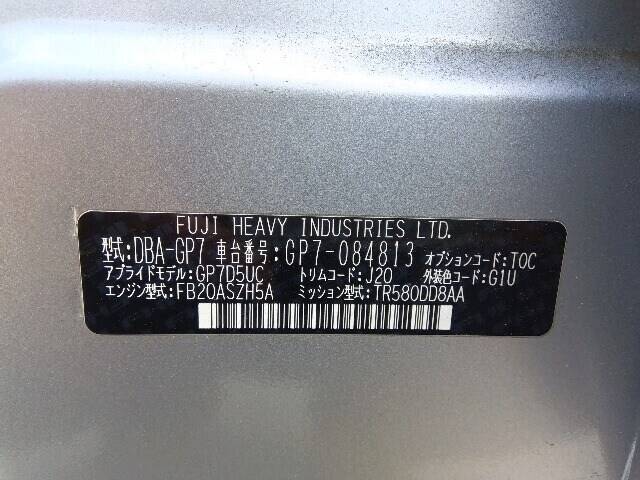 FUJI HEAVY INDUSTRIES LTD.
型式:DBA-GP7 車台番号:GP7-084813 オプションコード:TOC
アプライドモデル:GP7D5UC トリムコード:J20 外装色コード:G1U
エンジン型式:FB20ASZH5A ミッション型式:TR580DD8AA